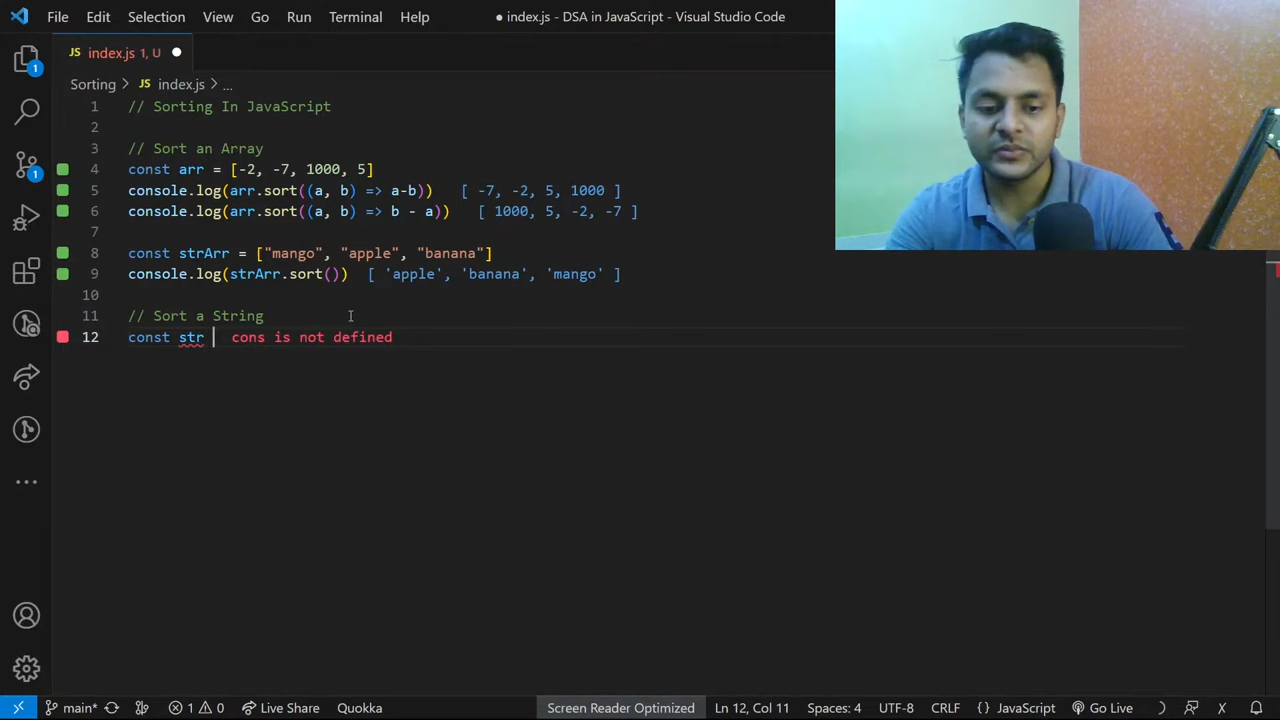 File Edit Selection View Go Run Terminal Help ● index.js - DSA in JavaScript - Visual Studio Code
JS index.js 1, U ●
Sorting > JS index.js > ...
1 // Sorting In JavaScript
2
3 // Sort an Array
4 const arr = [-2, -7, 1000, 5]
5 console.log(arr.sort((a, b) => a-b)) [ -7, -2, 5, 1000 ]
6 console.log(arr.sort((a, b) => b - a)) [ 1000, 5, -2, -7 ]
7
8 const strArr = ["mango", "apple", "banana"]
9 console.log(strArr.sort()) [ 'apple', 'banana', 'mango' ]
10
11 // Sort a String
12 const str cons is not defined
1
1
main* 1 0 Live Share Quokka Screen Reader Optimized Ln 12, Col 11 Spaces: 4 UTF-8 CRLF {} JavaScript Go Live